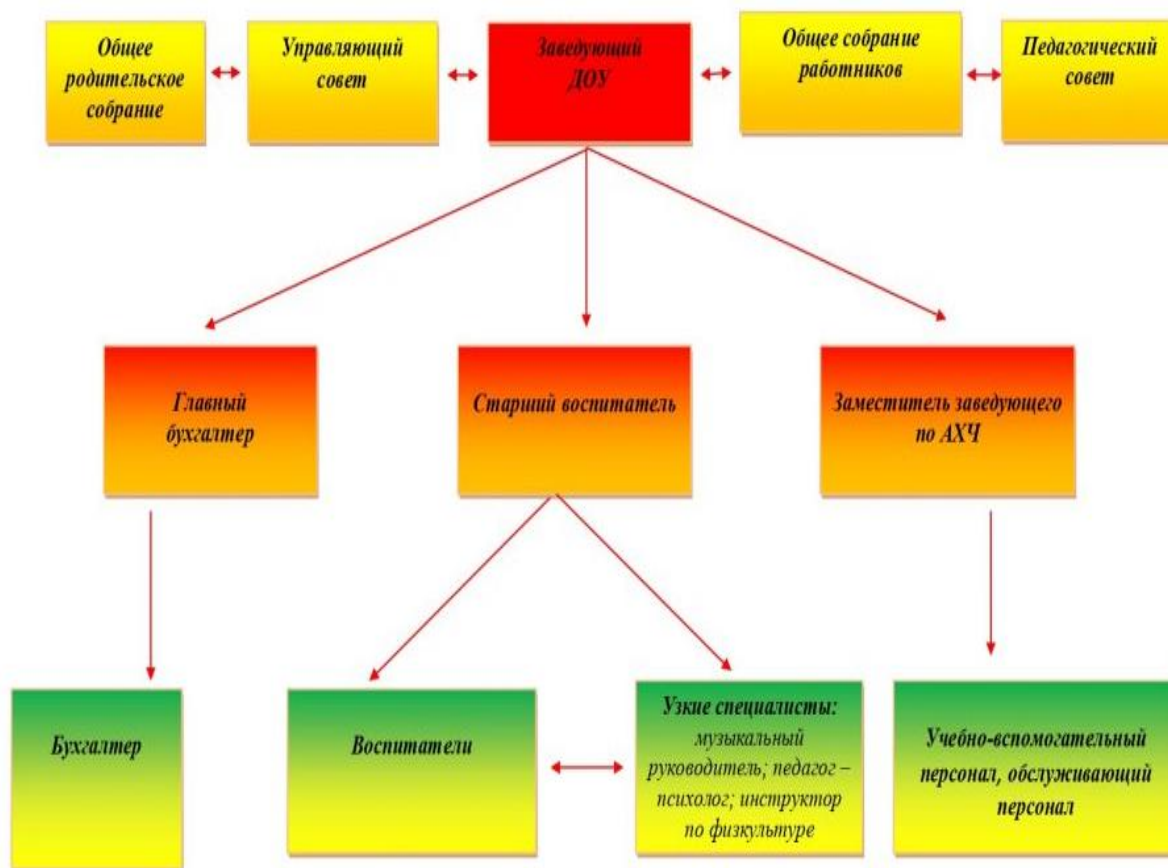 Общее
родительское
собрание
Управляющий
совет
Заведующий
ДОУ
Общее собрание
работников
Педагогический
совет
Главный
бухгалтер
Старший воспитатель
Заместитель заведующего
по АХЧ
Бухгалтер
Воспитатели
Узкие специалисты:
музыкальный
руководитель; педагог –
психолог; инструктор
по физкультуре
Учебно-вспомогательный
персонал, обслуживающий
персонал